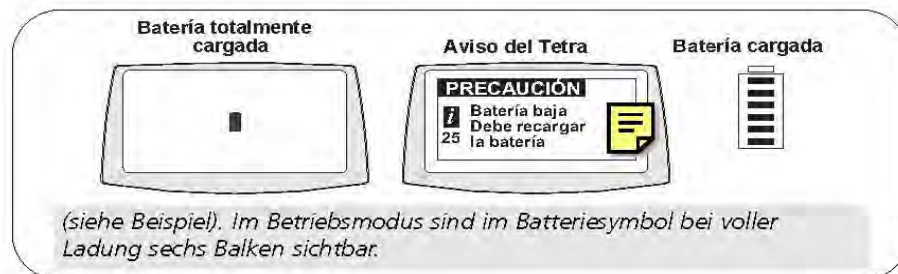 Batería totalmente
cargada
Aviso del Tetra
Batería cargada
PRECAUCIÓN
i
25
Batería baja
Debe recargar
la batería
(siehe Beispiel). Im Betriebsmodus sind im Batteriesymbol bei voller
Ladung sechs Balken sichtbar.